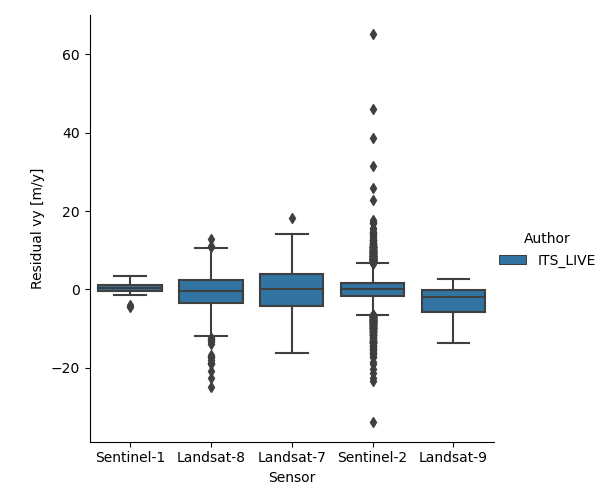 60
40
20
0
−20
Residual vy [m/y]
Sentinel-1 Landsat-8 Landsat-7 Sentinel-2 Landsat-9
Sensor
Author
ITS_LIVE